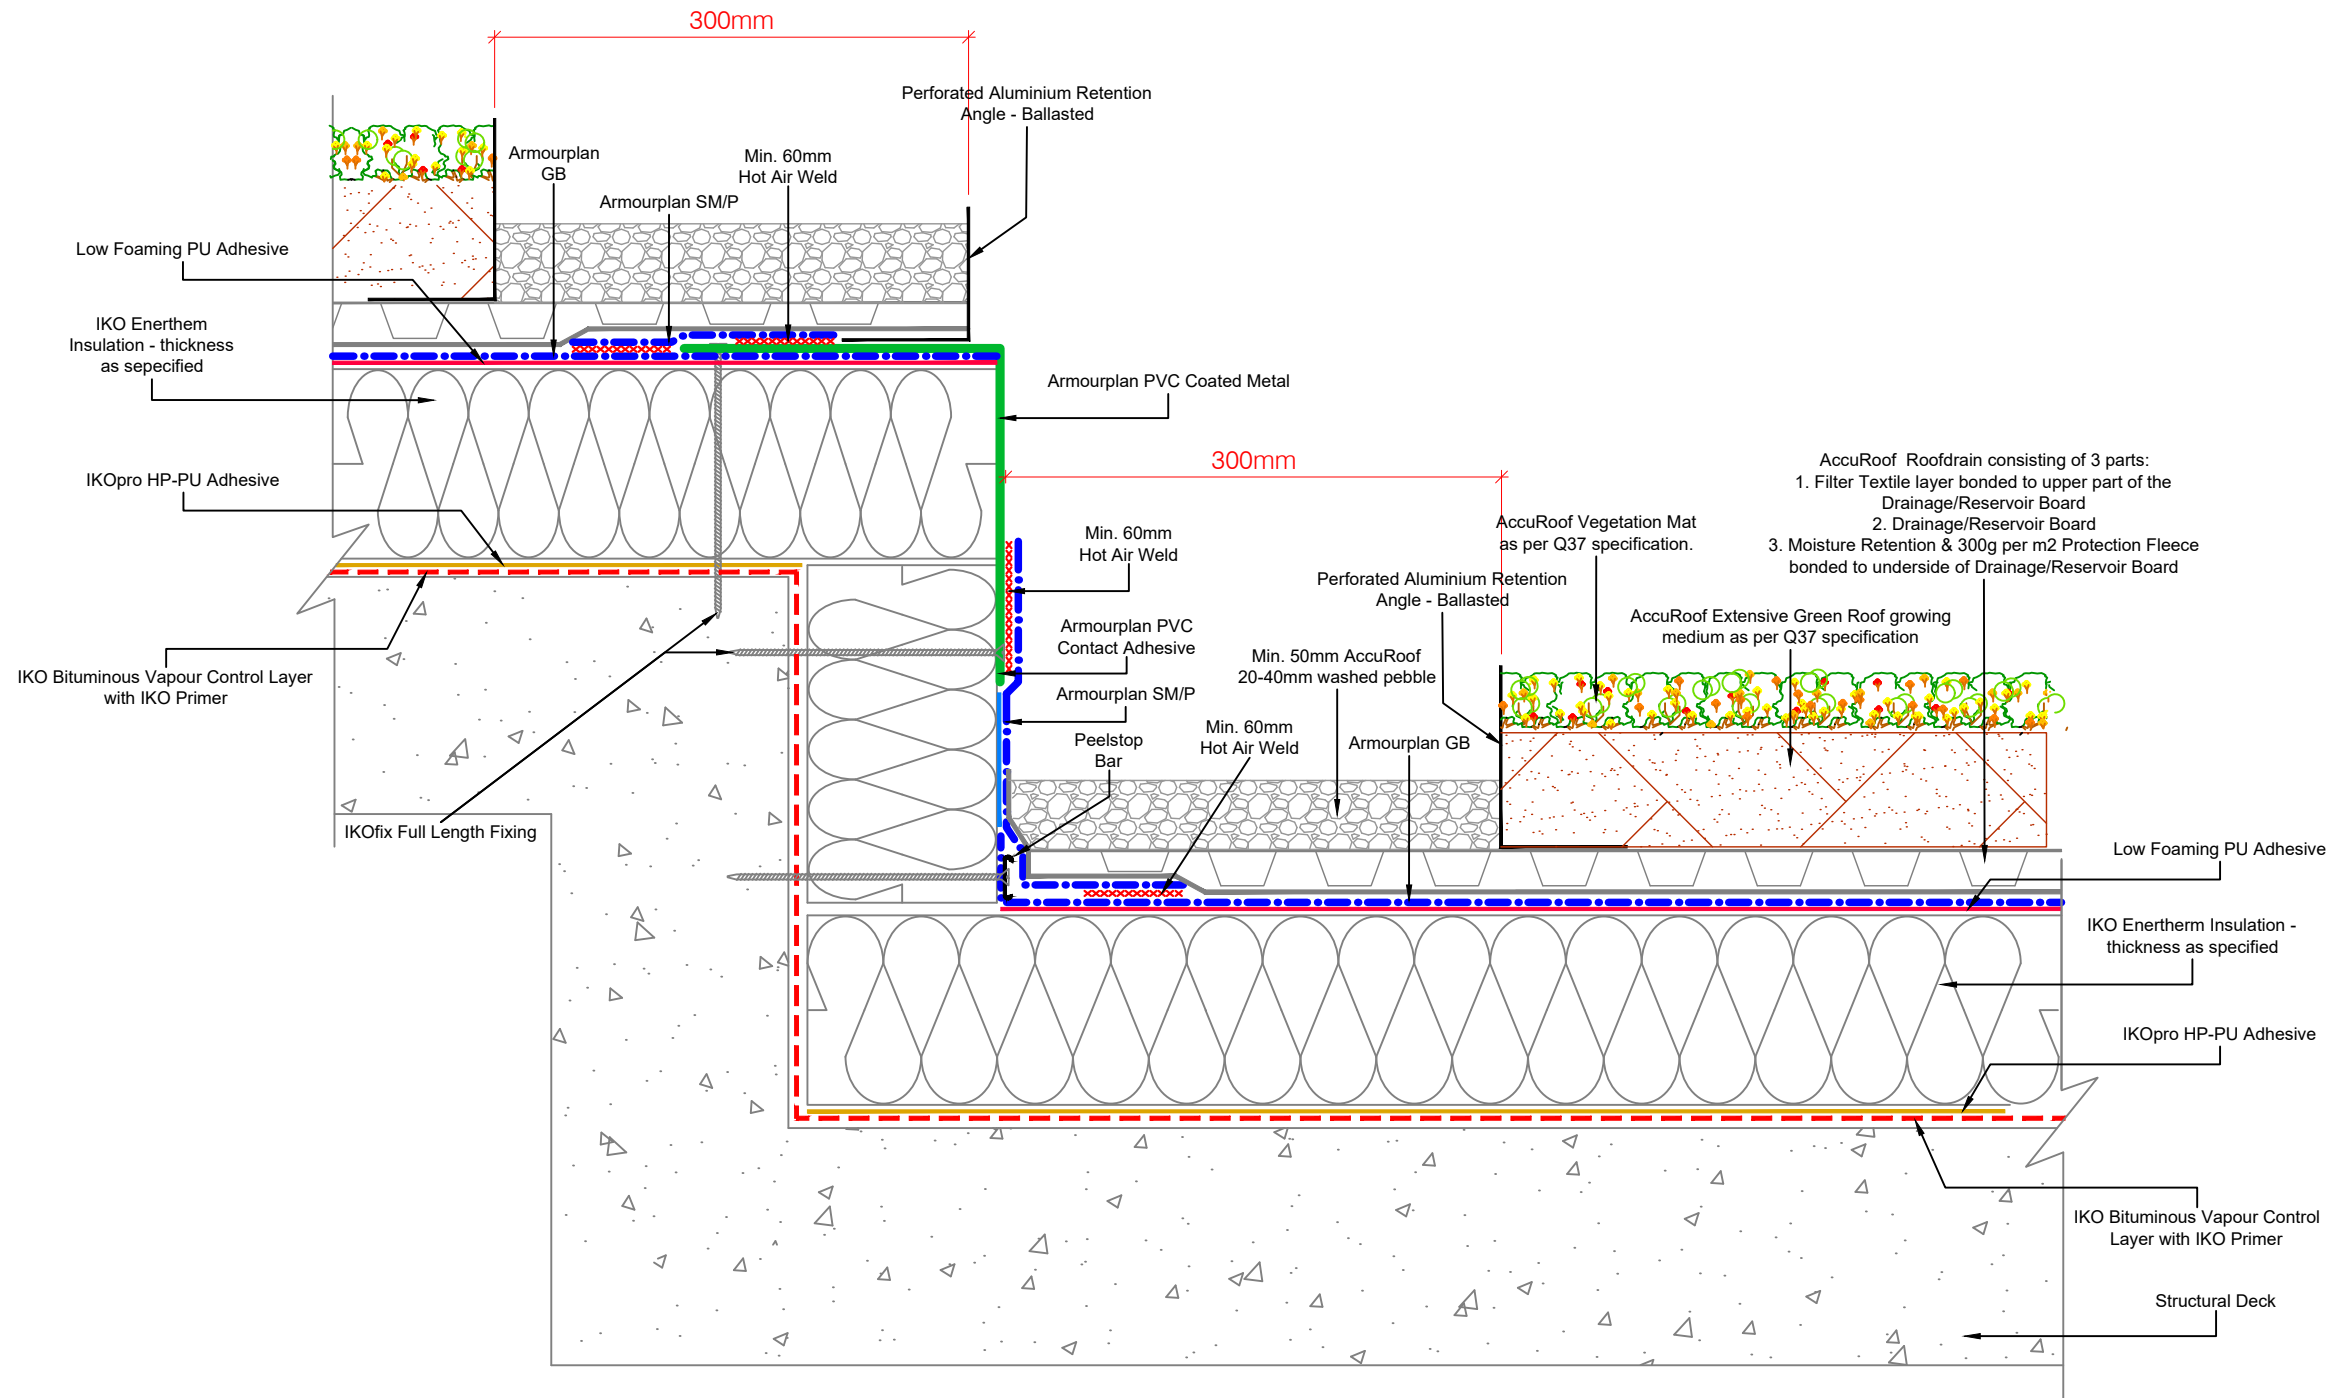 300mm
Perforated Aluminium Retention
Angle - Ballasted
Armourplan
GB
Min. 60mm
Hot Air Weld
Armourplan SM/P
Low Foaming PU Adhesive
IKO Enerthem
Insulation - thickness
as sepecified
Armourplan PVC Coated Metal
IKOpro HP-PU Adhesive
300mm
AccuRoof Roofdrain consisting of 3 parts:
1. Filter Textile layer bonded to upper part of the
Drainage/Reservoir Board
2. Drainage/Reservoir Board
3. Moisture Retention & 300g per m2 Protection Fleece
bonded to underside of Drainage/Reservoir Board
AccuRoof Vegetation Mat
as per Q37 specification.
Min. 60mm
Hot Air Weld
Perforated Aluminium Retention
Angle - Ballasted
AccuRoof Extensive Green Roof growing
medium as per Q37 specification
Armourplan PVC
Contact Adhesive
Min. 50mm AccuRoof
20-40mm washed pebble
IKO Bituminous Vapour Control Layer
with IKO Primer
Armourplan SM/P
Min. 60mm
Hot Air Weld
Peelstop
Bar
Armourplan GB
IKOfix Full Length Fixing
Low Foaming PU Adhesive
IKO Enertherm Insulation -
thickness as specified
IKOpro HP-PU Adhesive
IKO Bituminous Vapour Control
Layer with IKO Primer
Structural Deck